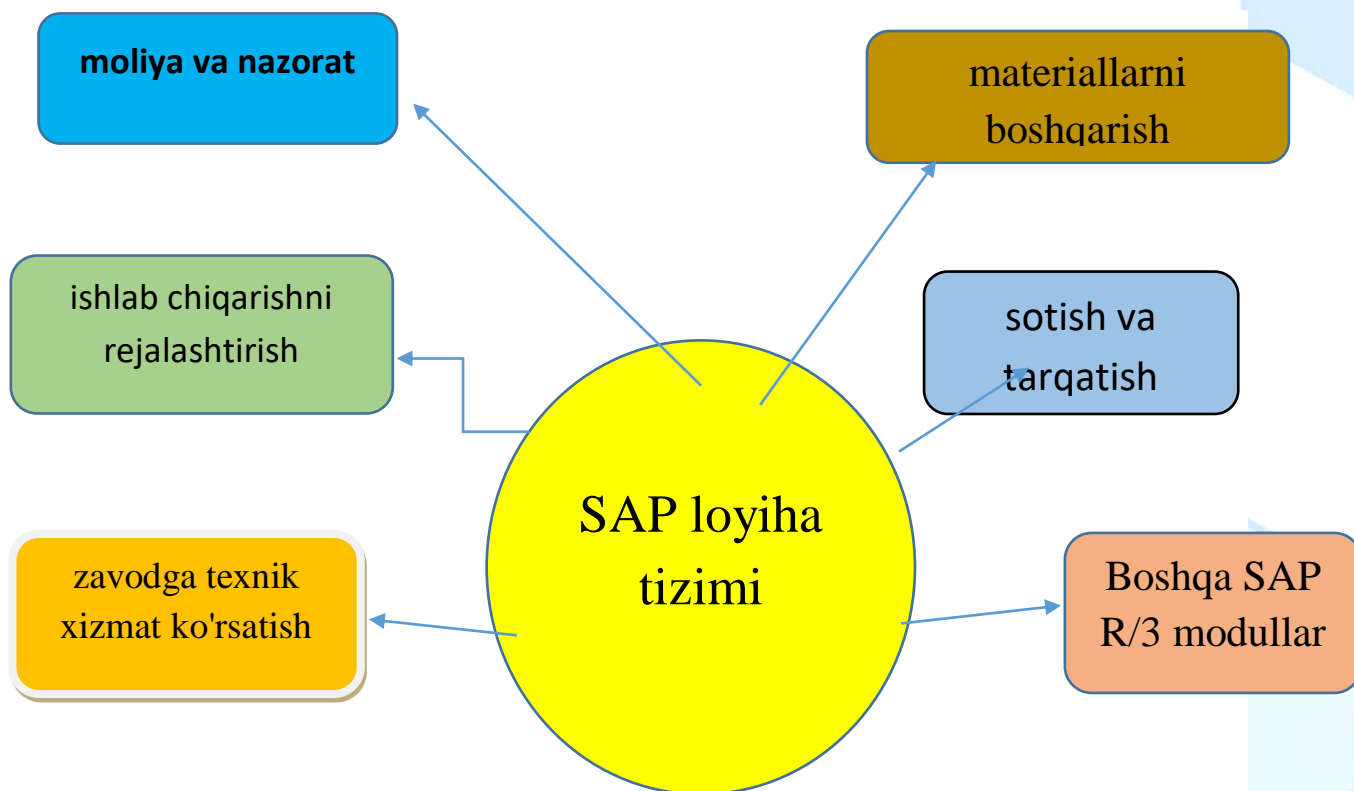 moliya va nazorat
materiallarni
boshqarish
ishlab chiqarishni
rejalashtirish
sotish va
tarqatish
SAP loyiha
tizimi
zavodga texnik
xizmat ko'rsatish
Boshqa SAP
R/3 modullar